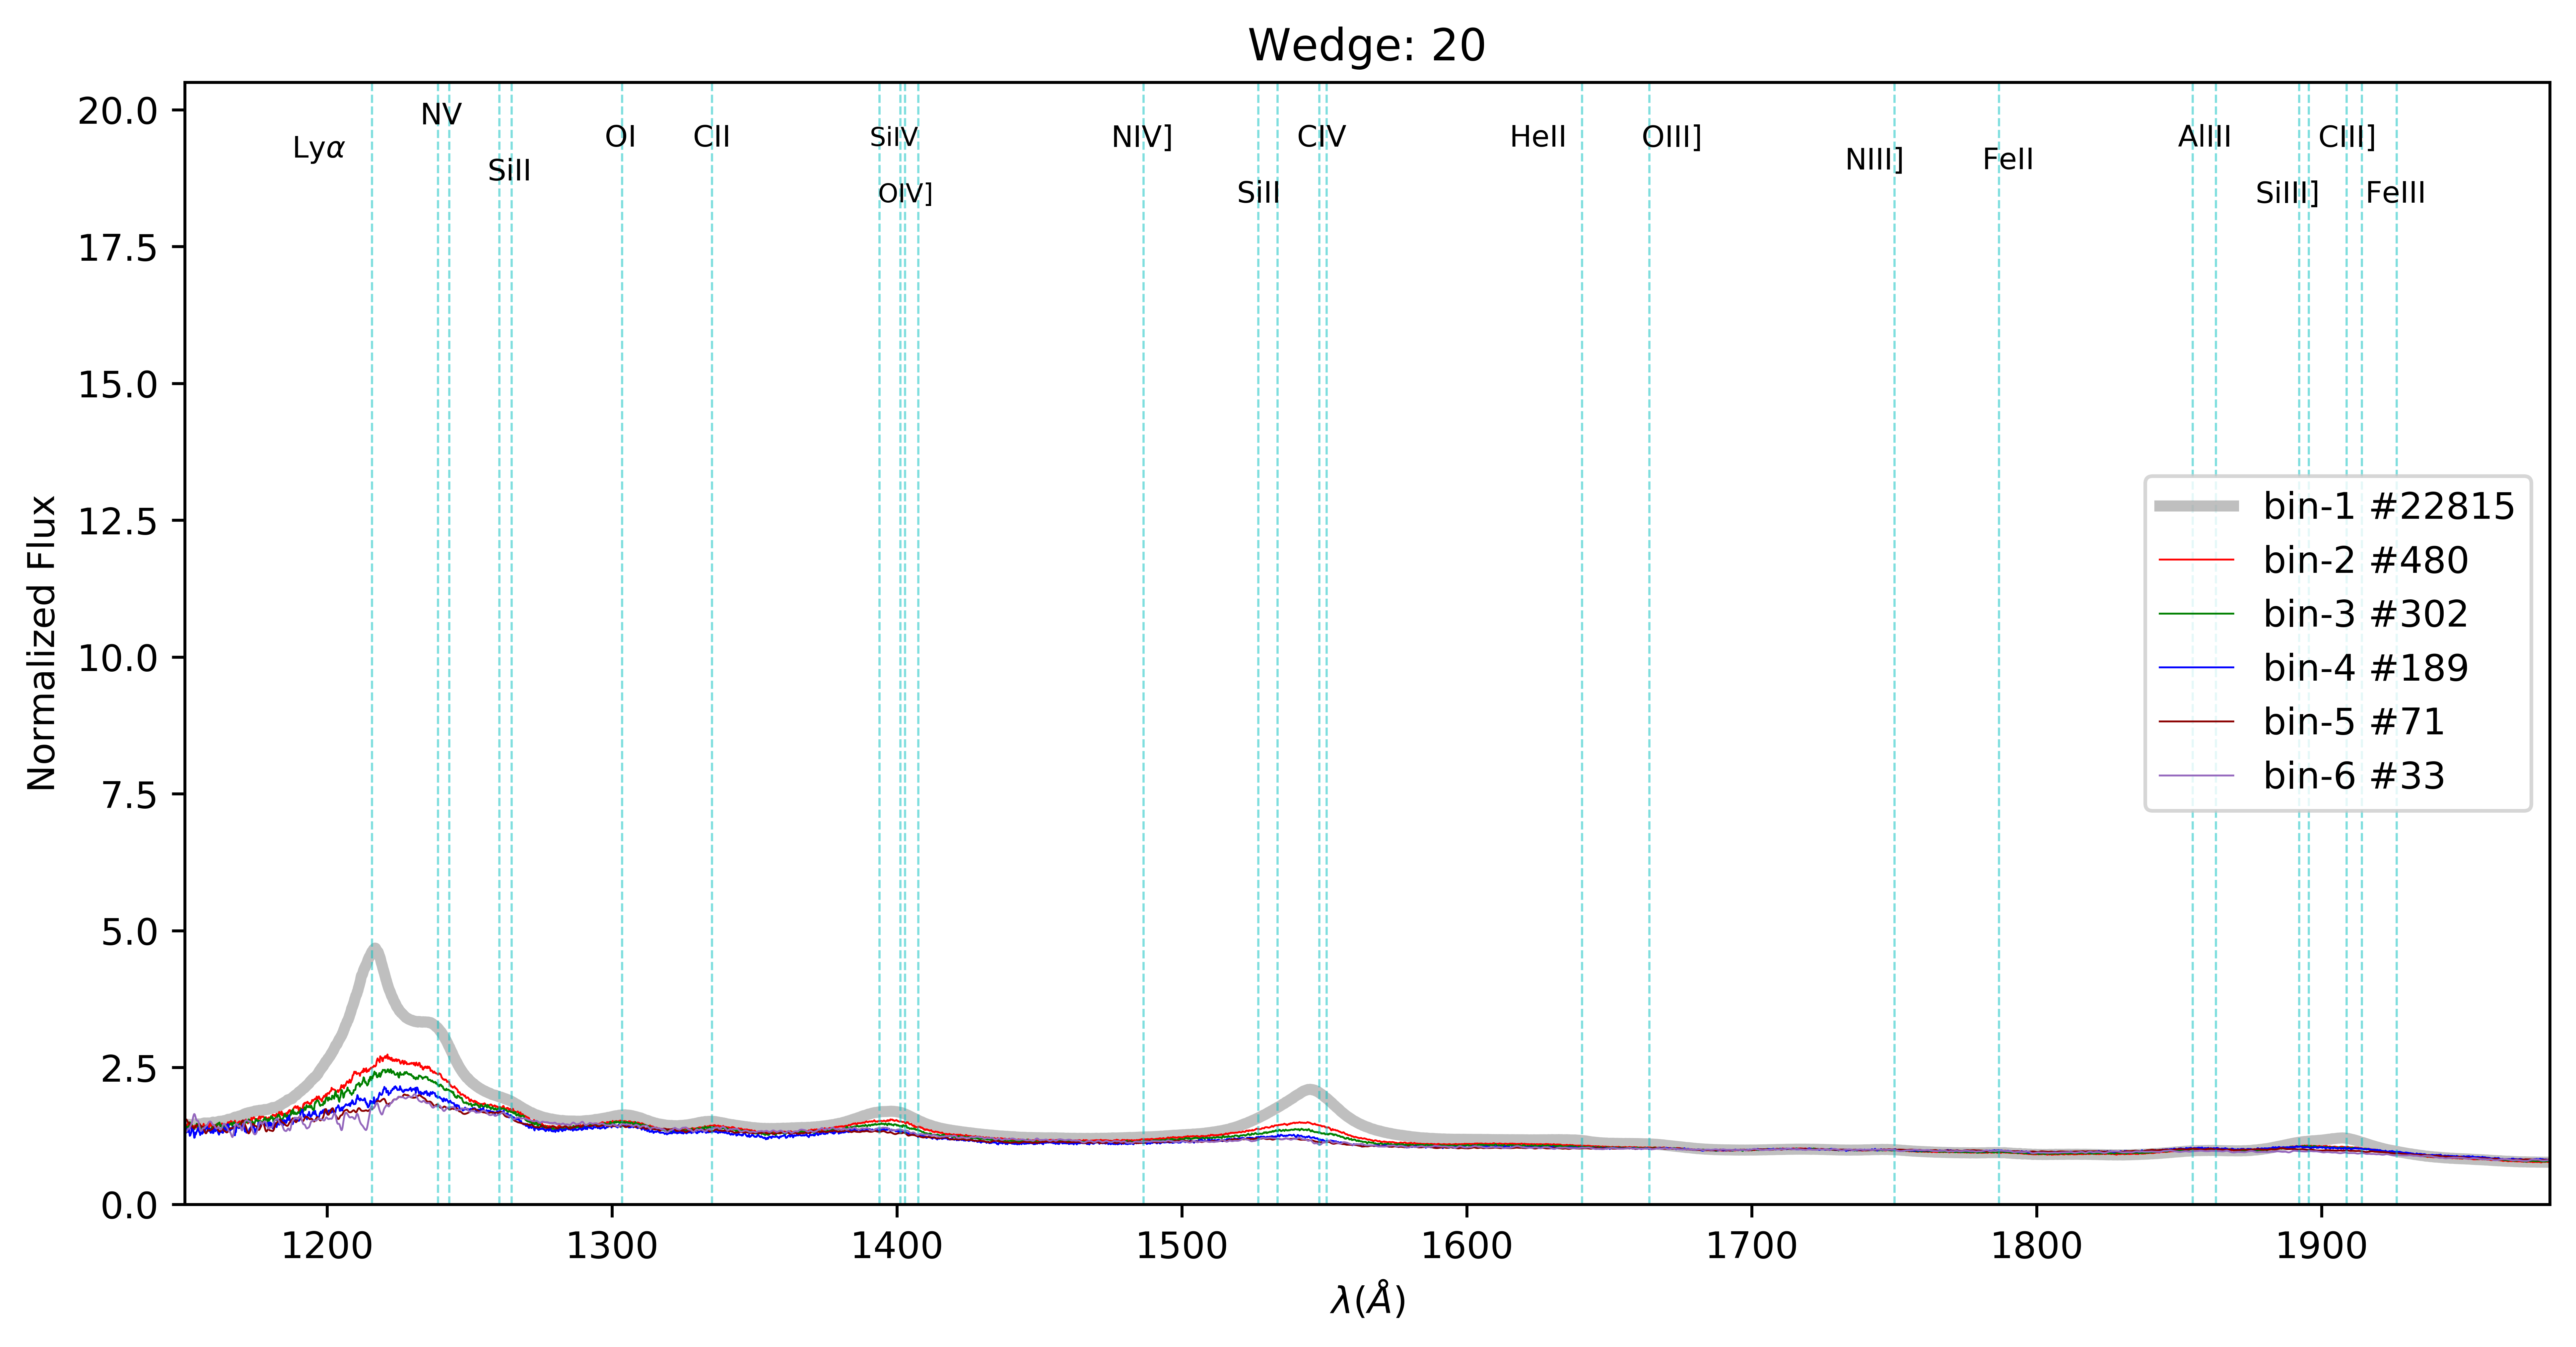 Wedge: 20
20.0
17.5
15.0
12.5
10.0
7.5
5.0
2.5
0.0
Normalized Flux
Lyα
NV
SiII
OI
CII
SiIV
OIV]
NIV]
SiII
CIV
HeII
OIII]
NIII]
FeII
AlIII
SiIII]
CIII]
FeIII
bin-1 #22815
bin-2 #480
bin-3 #302
bin-4 #189
bin-5 #71
bin-6 #33
1200 1300 1400 1500 1600 1700 1800 1900
λ(Å)